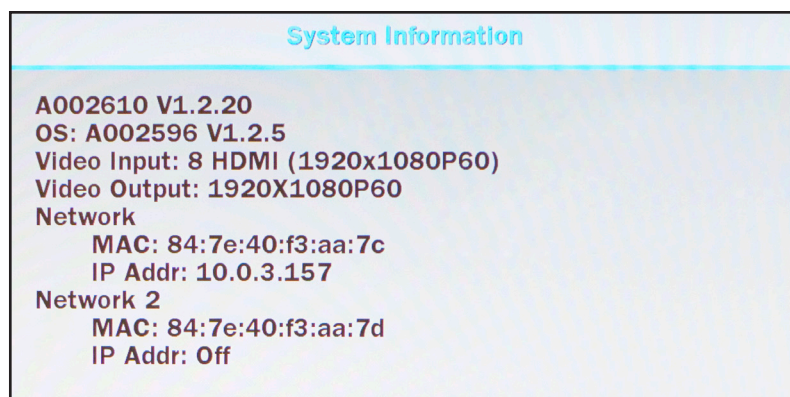 System Information
A002610 V1.2.20
OS: A002596 V1.2.5
Video Input: 8 HDMI (1920x1080P60)
Video Output: 1920X1080P60
Network
MAC: 84:7e:40:f3:aa:7c
IP Addr: 10.0.3.157
Network 2
MAC: 84:7e:40:f3:aa:7d
IP Addr: Off